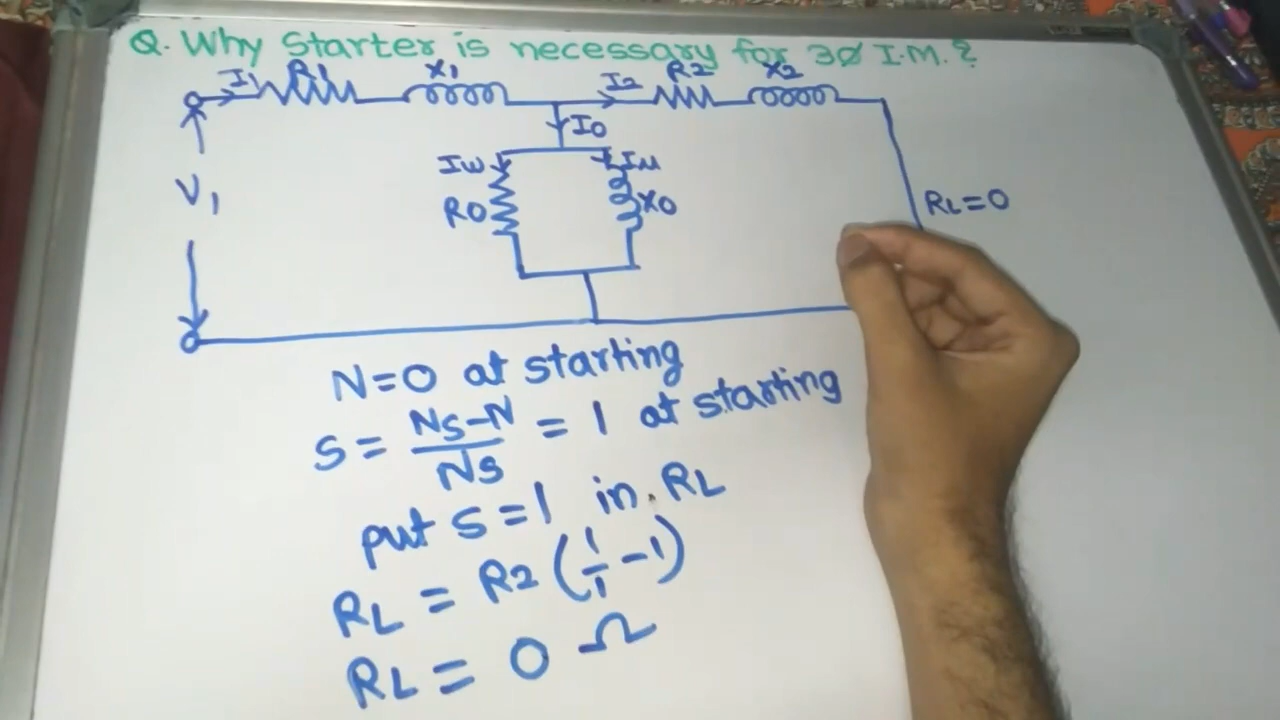 Q. Why Starter is necessary for 3Ø I.M.?
I1 R1 X1 I2 R2 X2
I0
Iw Iμ
V1 R0 X0 RL=0
N=0 at starting
S = Ns-N/Ns = 1 at starting
put S=1 in. RL
RL = R2 (1/1 - 1)
RL = 0 Ω